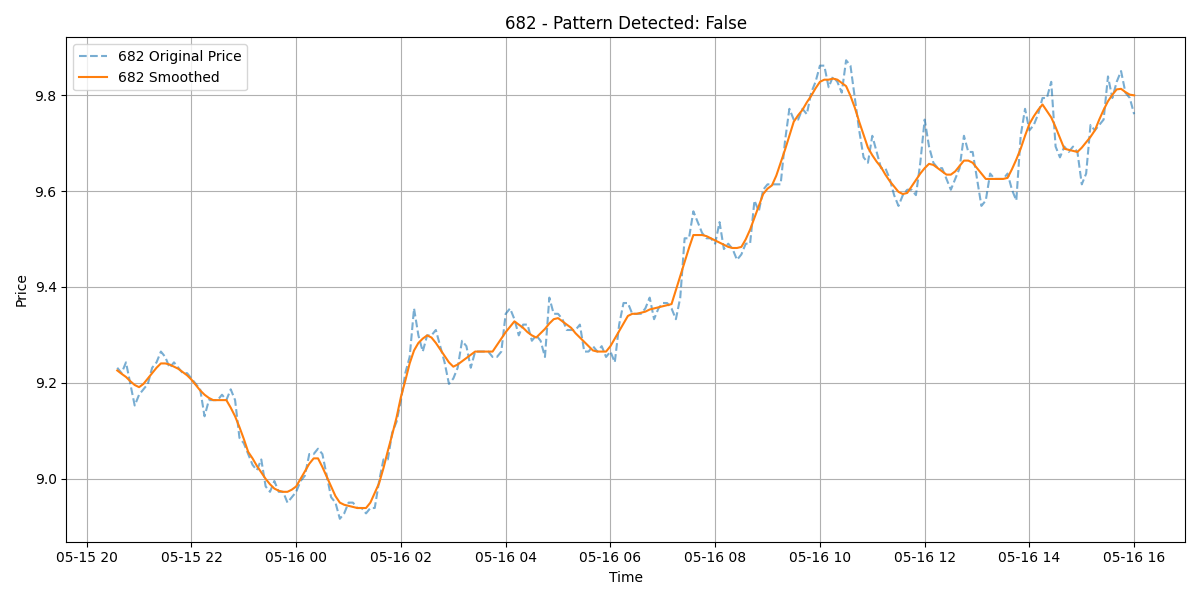 682 - Pattern Detected: False
682 Original Price
682 Smoothed
Price
9.8
9.6
9.4
9.2
9.0
05-15 20 05-15 22 05-16 00 05-16 02 05-16 04 05-16 06 05-16 08 05-16 10 05-16 12 05-16 14 05-16 16
Time